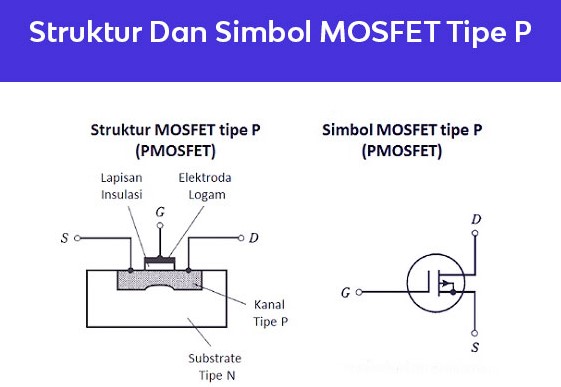 Struktur Dan Simbol MOSFET Tipe P
Struktur MOSFET tipe P
(PMOSFET)
Simbol MOSFET tipe P
(PMOSFET)
Lapisan
Insulasi
Elektroda
Logam
G
S
D
Kanal
Tipe P
Substrate
Tipe N
D
G
S